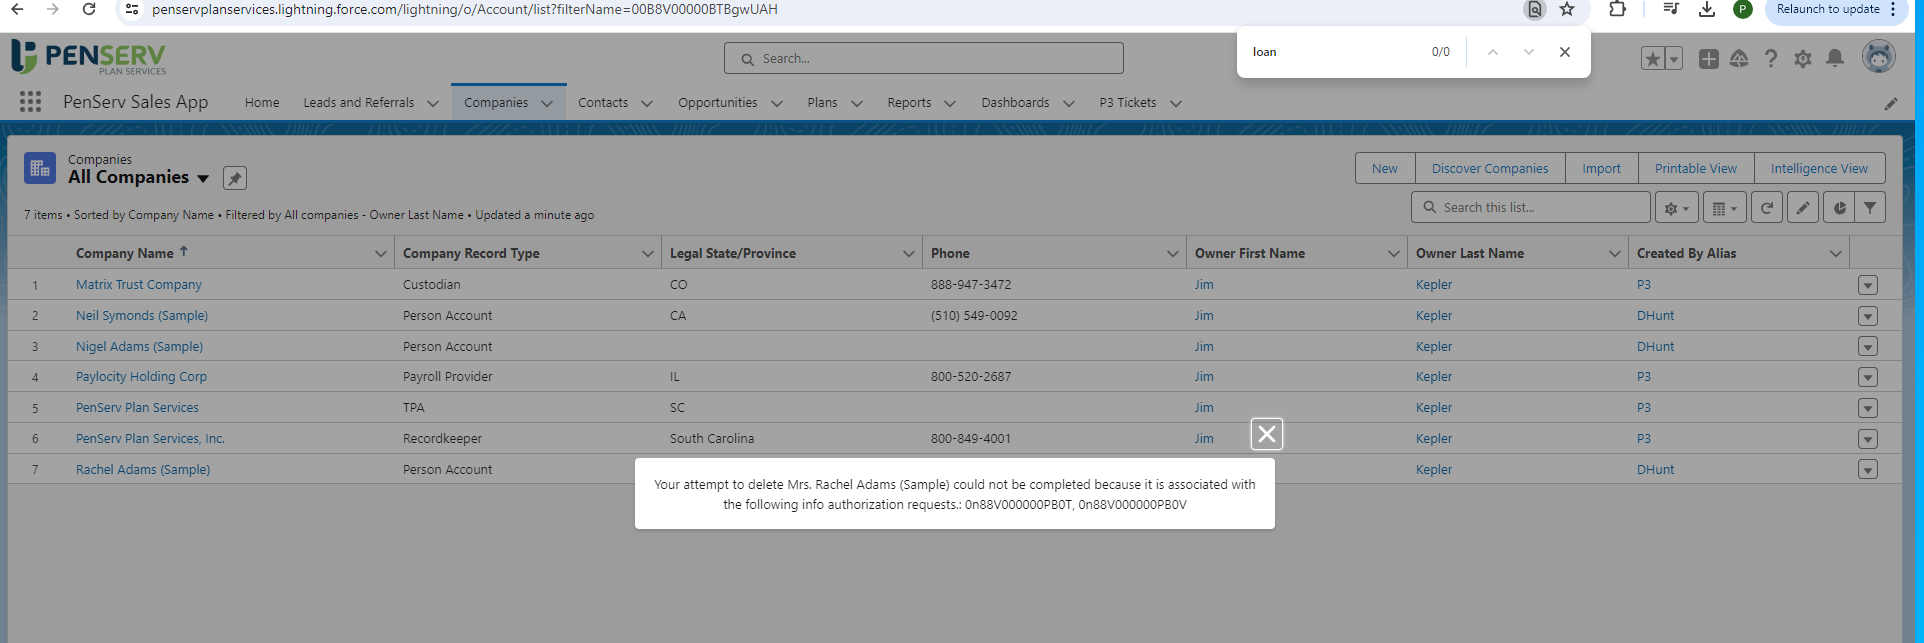 penservplanservices.lightning.force.com/lightning/o/Account/list?filterName=00B8V00000BTBgwUAH
P
Relaunch to update
loan
0/0
PENSERV
PLAN SERVICES
Search...
PenServ Sales App
Home
Leads and Referrals
Companies
Contacts
Opportunities
Plans
Reports
Dashboards
P3 Tickets
Companies
All Companies
New
Discover Companies
Import
Printable View
Intelligence View
7 items • Sorted by Company Name • Filtered by All companies - Owner Last Name • Updated a minute ago
Search this list...
Company Name Company Record Type Legal State/Province Phone Owner First Name Owner Last Name Created By Alias
1 Matrix Trust Company Custodian CO 888-947-3472 Jim Kepler P3
2 Neil Symonds (Sample) Person Account CA (510) 549-0092 Jim Kepler DHunt
3 Nigel Adams (Sample) Person Account Jim Kepler DHunt
4 Paylocity Holding Corp Payroll Provider IL 800-520-2687 Jim Kepler P3
5 PenServ Plan Services TPA SC Jim Kepler P3
6 PenServ Plan Services, Inc. Recordkeeper South Carolina 800-849-4001 Jim Kepler P3
7 Rachel Adams (Sample) Person Account Kepler DHunt
Your attempt to delete Mrs. Rachel Adams (Sample) could not be completed because it is associated with
the following info authorization requests.: 0n88V000000PB0T, 0n88V000000PB0V